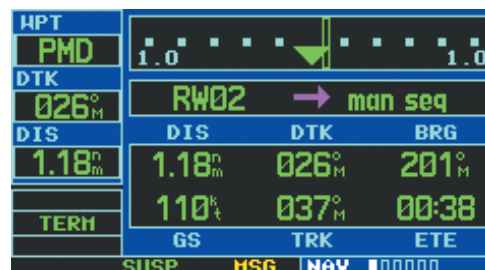 WPT
PMD
1.0 1.0
DTK
026°M
RW02 → man seq
DIS
DIS DTK BRG
1.18nm
1.18nm 026°M 201°M
110kt 037°M 00:38
TERM
GS TRK ETE
SUSP MSG NAV